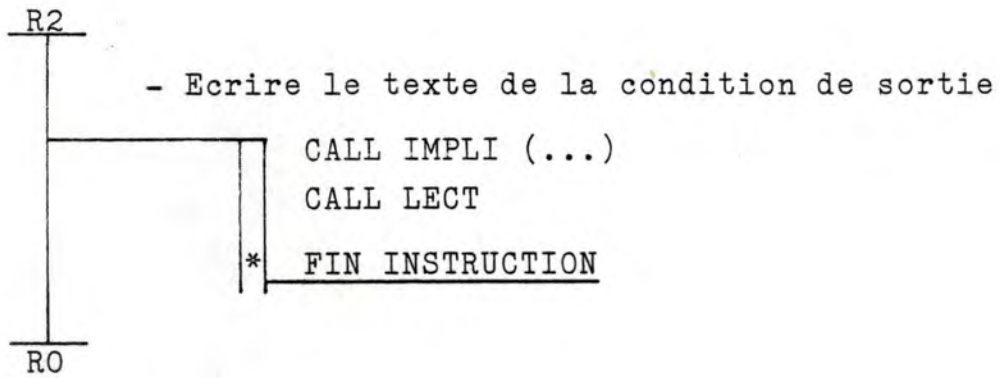 R2
- Ecrire le texte de la condition de sortie
CALL IMPLI (...)
CALL LECT
* FIN INSTRUCTION
R0